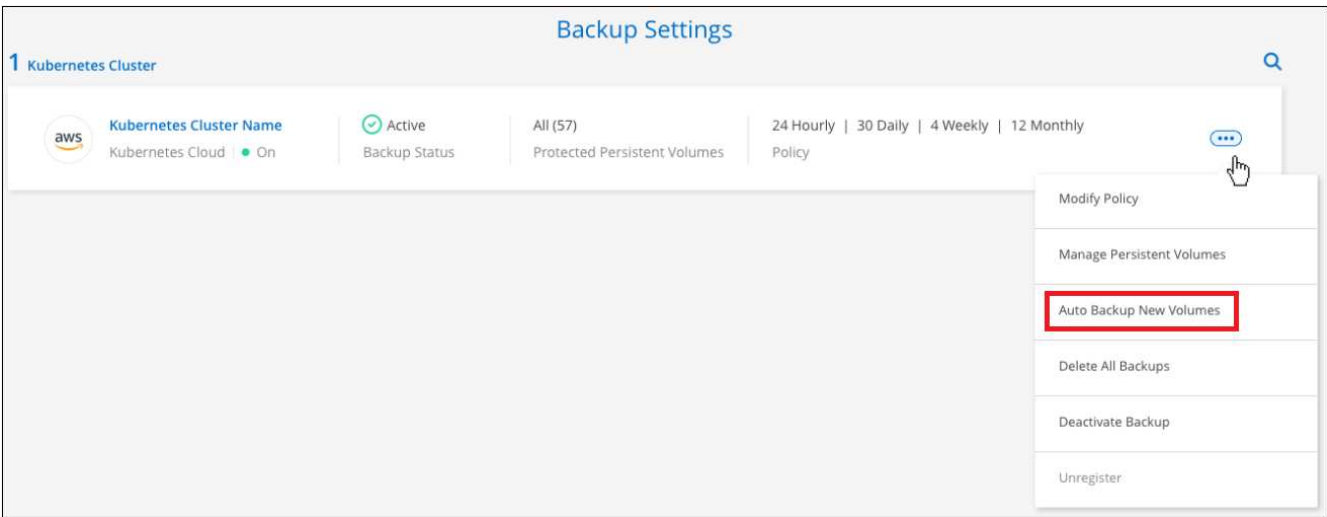 Backup Settings
1 Kubernetes Cluster
aws
Kubernetes Cluster Name
Kubernetes Cloud
On
Active
Backup Status
All (57)
Protected Persistent Volumes
24 Hourly | 30 Daily | 4 Weekly | 12 Monthly
Policy
Modify Policy
Manage Persistent Volumes
Auto Backup New Volumes
Delete All Backups
Deactivate Backup
Unregister